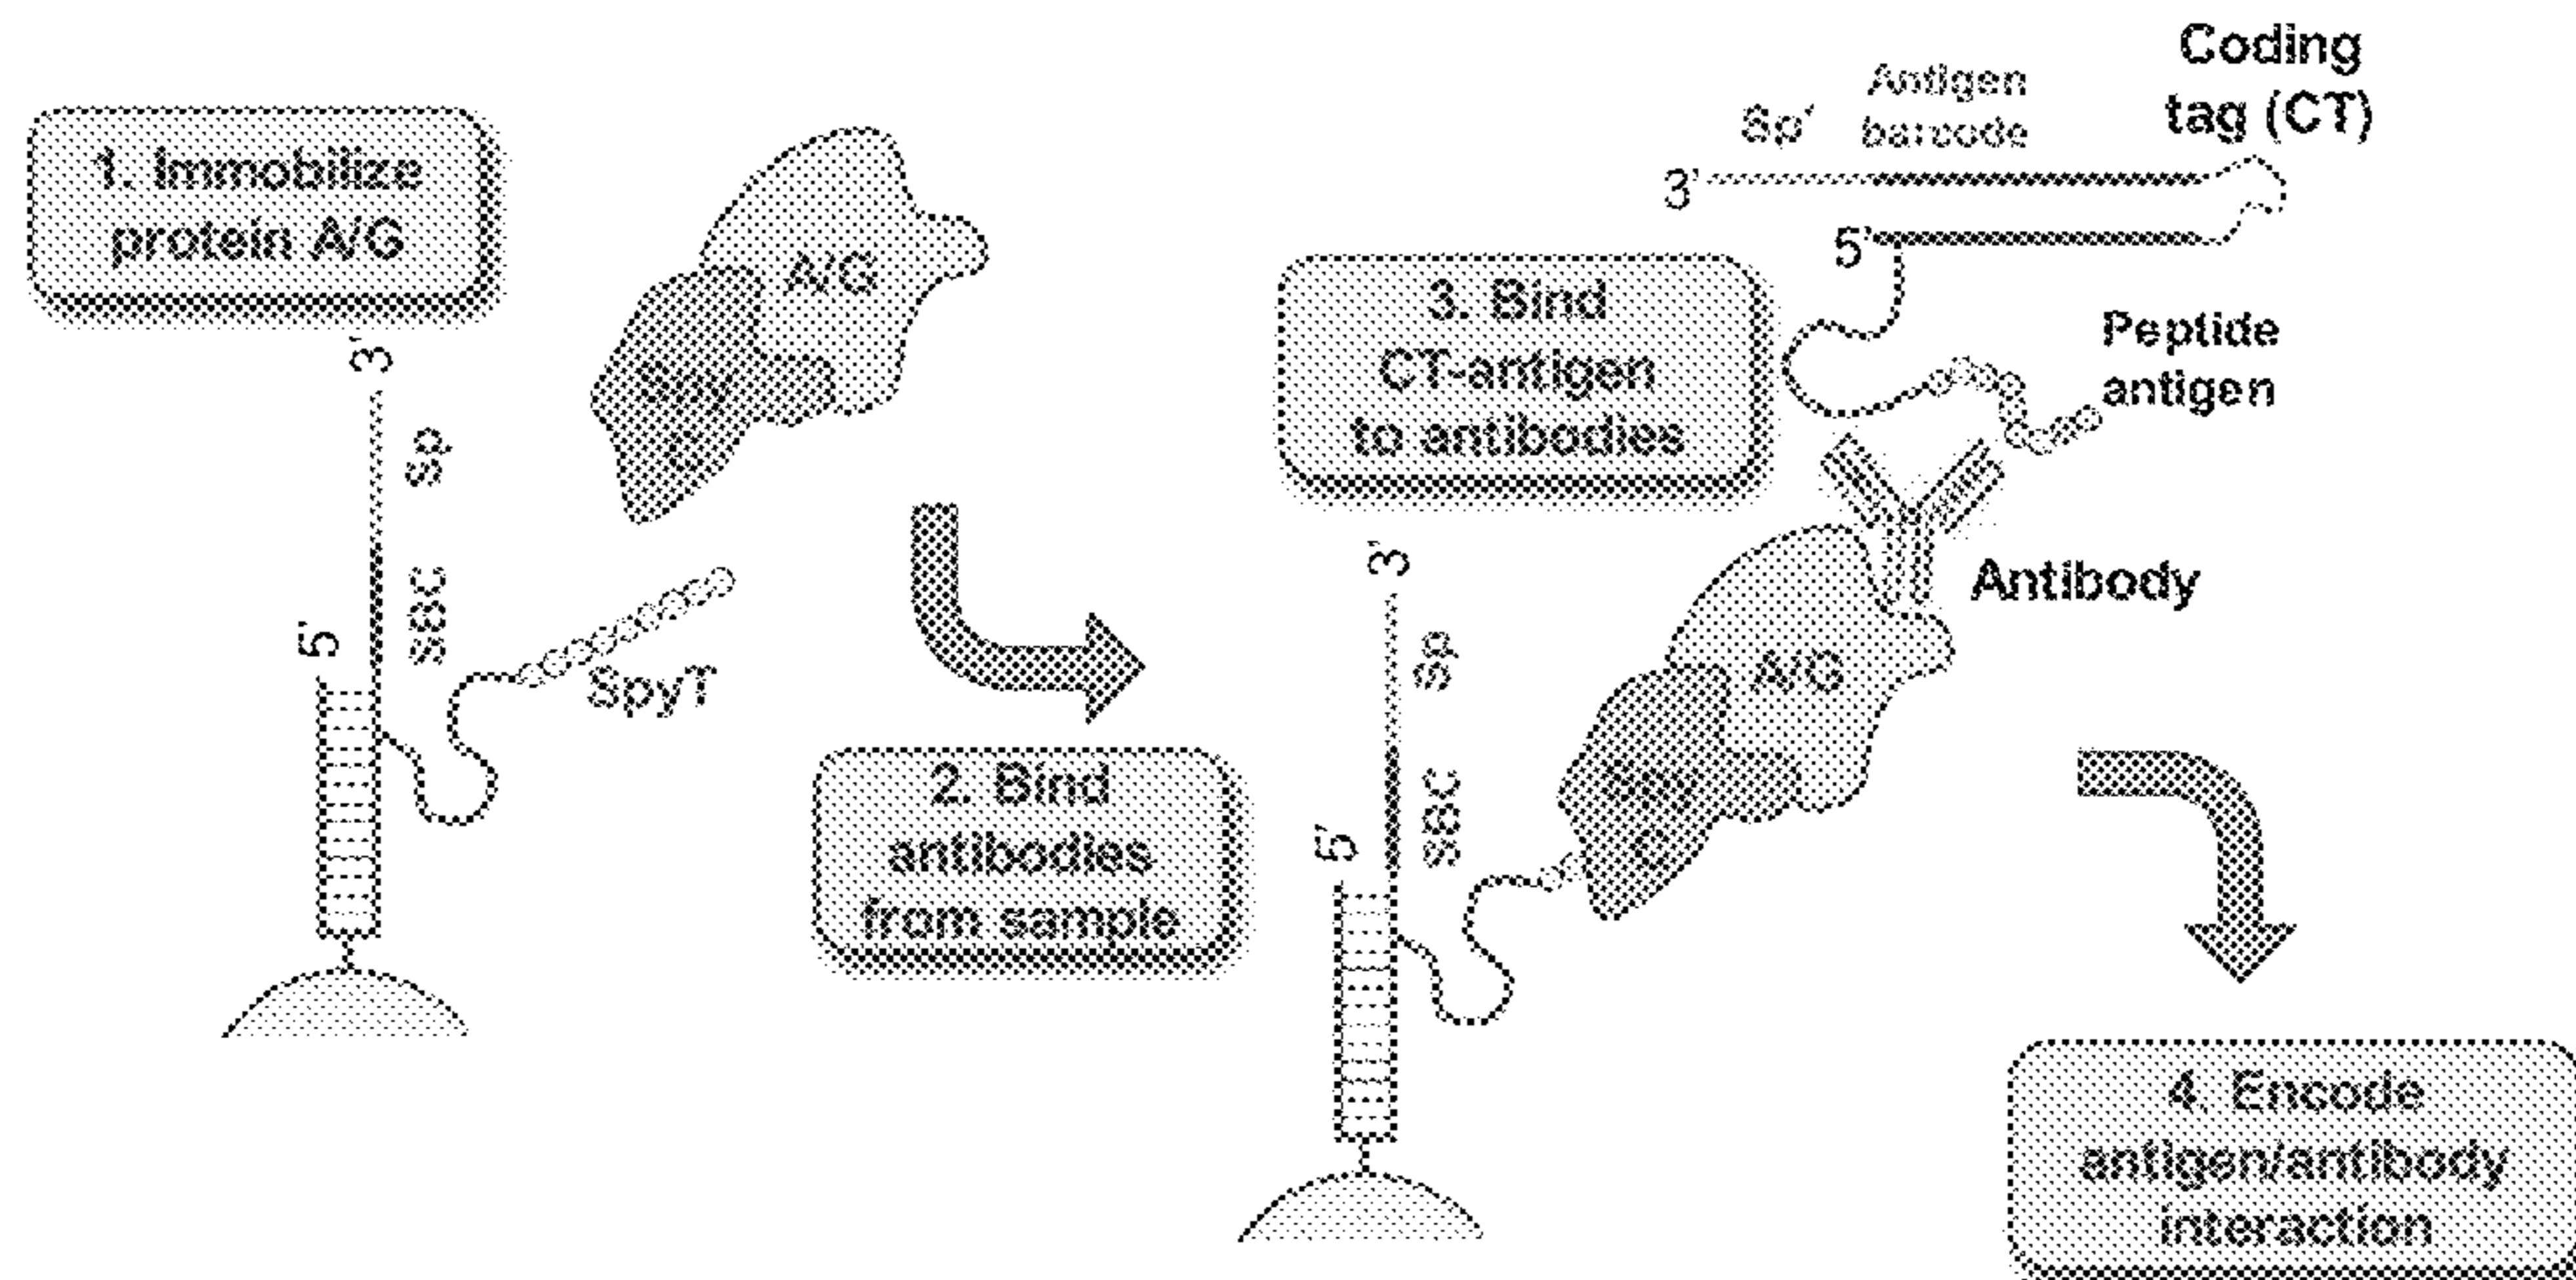 1. Immobilize
protein A/G
3'
Sp
SBC
5'
A/G
Spy
C
SpyT
2. Bind
antibodies
from sample
3. Bind
CT-antigen
to antibodies
3'
Sp
SBC
5'
A/G
Spy
C
Antibody
Peptide
antigen
Coding
tag (CT)
Antigen
barcode
Sp'
3'
5'
4. Encode
antigen/antibody
interaction